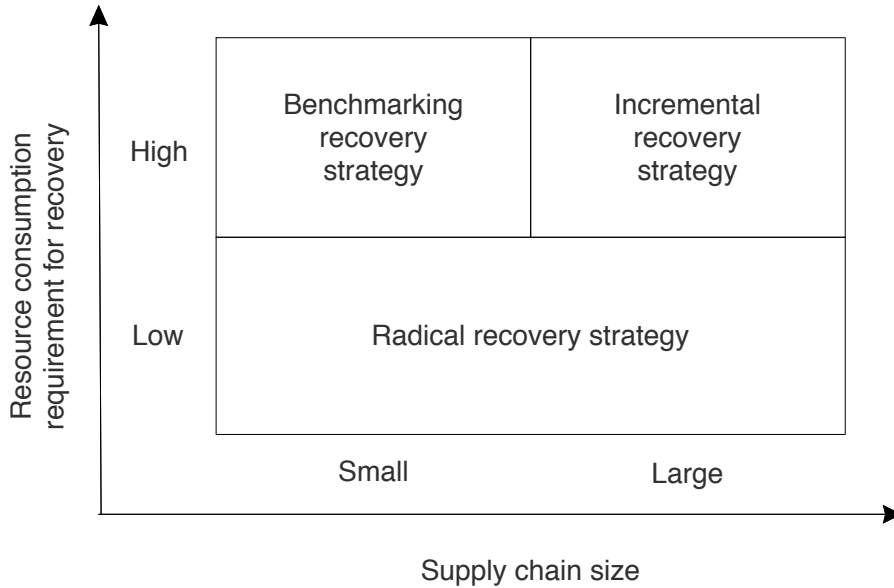 Resource consumption
requirement for recovery
High
Benchmarking
recovery
strategy
Incremental
recovery
strategy
Low
Radical recovery strategy
Small
Large
Supply chain size